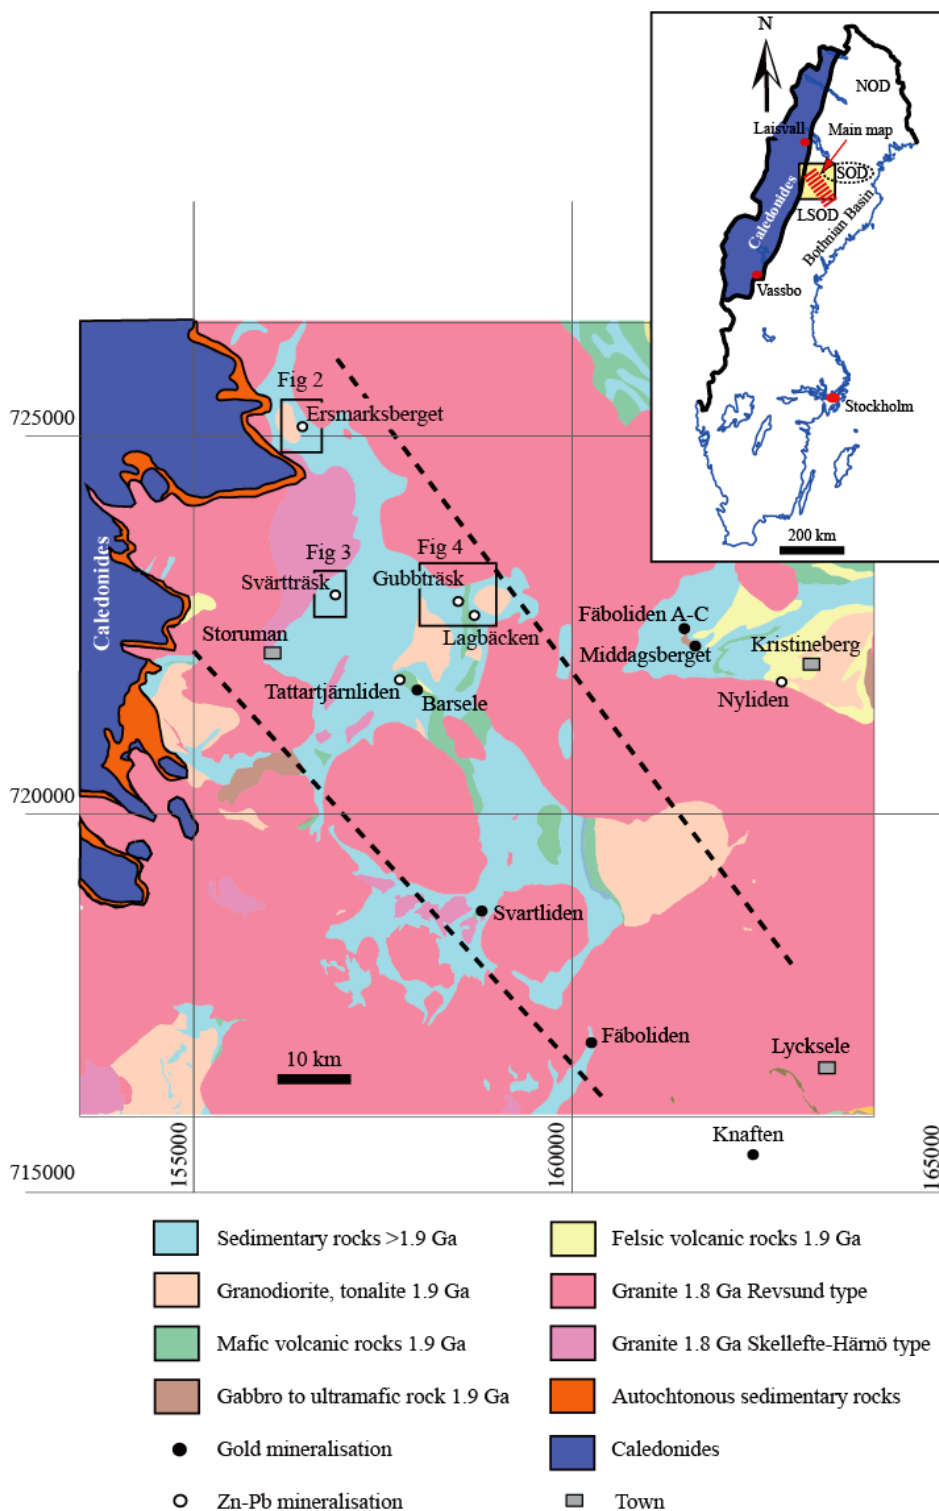 N
NOD
Laisvall
Main map
SOD
LSOD
Caledonides
Bothnian Basin
Vassbo
Stockholm
200 km
Fig 2
Ersmarksberget
725000
Fig 3
Fig 4
Svärtträsk
Gubbträsk
Caledonides
Storuman
Lagbäcken
Fäboliden A-C
Middagsberget
Kristineberg
Tattartjärnliden
Barsele
Nyliden
720000
Svartliden
Fäboliden
10 km
Lycksele
Knaften
715000
155000
160000
165000
Sedimentary rocks >1.9 Ga
Granodiorite, tonalite 1.9 Ga
Mafic volcanic rocks 1.9 Ga
Gabbro to ultramafic rock 1.9 Ga
Gold mineralisation
Zn-Pb mineralisation
Felsic volcanic rocks 1.9 Ga
Granite 1.8 Ga Revsund type
Granite 1.8 Ga Skellefte-Härnö type
Autochtonous sedimentary rocks
Caledonides
Town